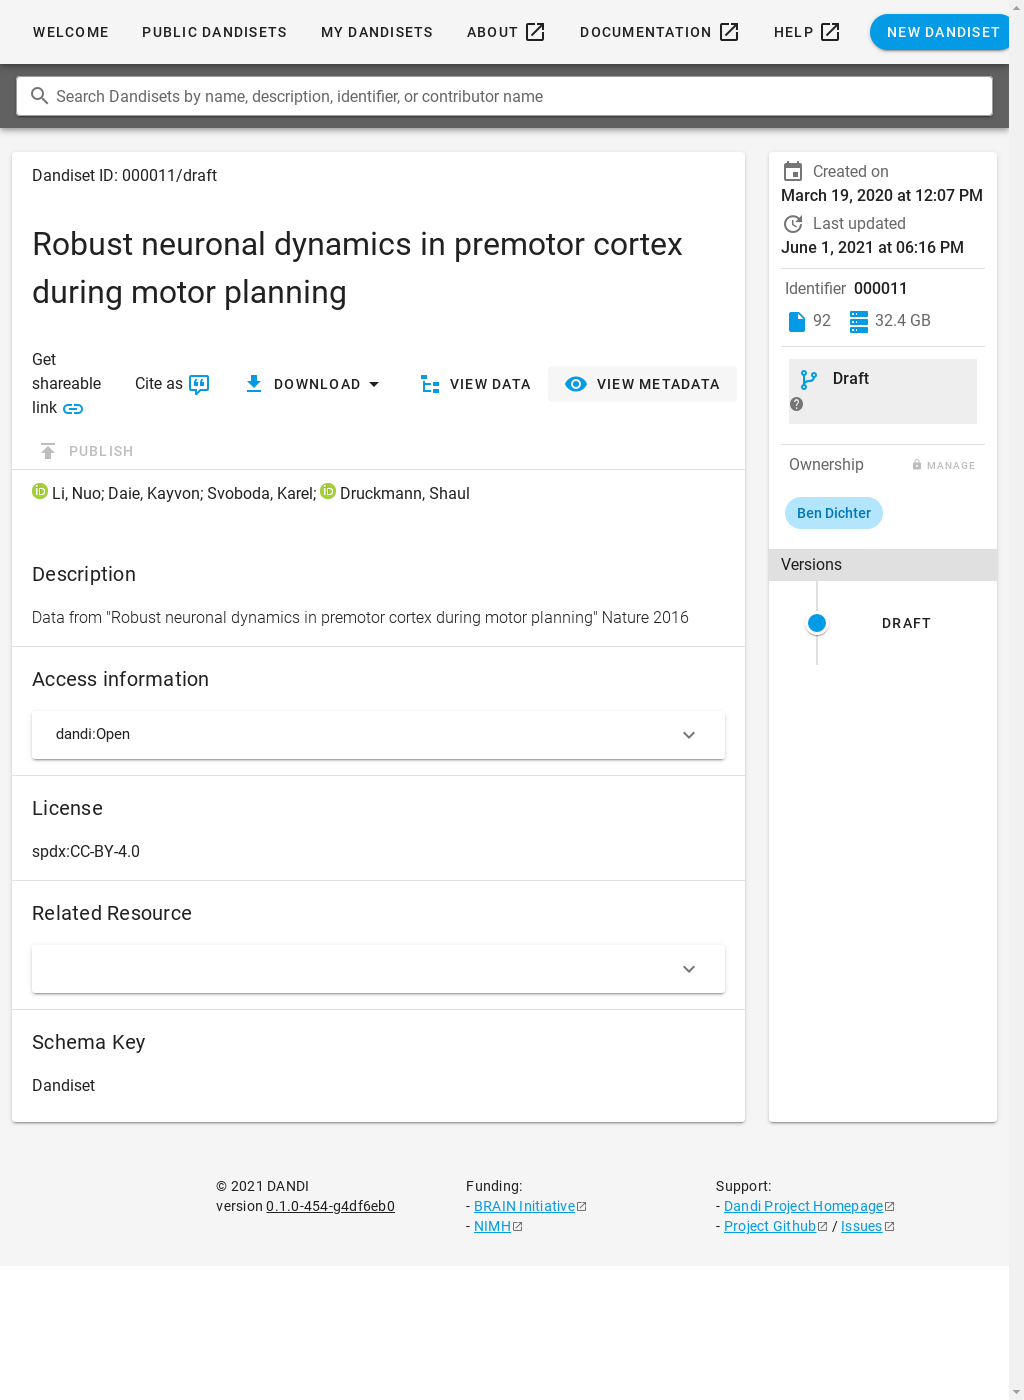 WELCOME PUBLIC DANDISETS MY DANDISETS ABOUT DOCUMENTATION HELP NEW DANDISET
Search Dandisets by name, description, identifier, or contributor name
Dandiset ID: 000011/draft
Robust neuronal dynamics in premotor cortex
during motor planning
Get
shareable
link
Cite as
DOWNLOAD
VIEW DATA
VIEW METADATA
PUBLISH
iD Li, Nuo; Daie, Kayvon; Svoboda, Karel; iD Druckmann, Shaul
Description
Data from "Robust neuronal dynamics in premotor cortex during motor planning" Nature 2016
Access information
dandi:Open
License
spdx:CC-BY-4.0
Related Resource
Schema Key
Dandiset
Created on
March 19, 2020 at 12:07 PM
Last updated
June 1, 2021 at 06:16 PM
Identifier 000011
92 32.4 GB
Draft
?
Ownership MANAGE
Ben Dichter
Versions
DRAFT
© 2021 DANDI
version 0.1.0-454-g4df6eb0
Funding:
- BRAIN Initiative
- NIMH
Support:
- Dandi Project Homepage
- Project Github / Issues